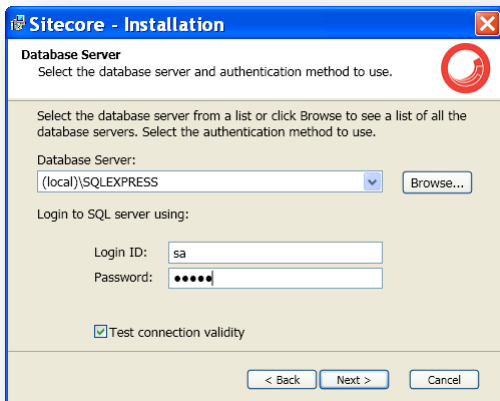 Sitecore - Installation
Database Server
Select the database server and authentication method to use.
Select the database server from a list or click Browse to see a list of all the
database servers. Select the authentication method to use.
Database Server:
(local)\SQLEXPRESS
Browse...
Login to SQL server using:
Login ID:
sa
Password:
●●●●●
Test connection validity
< Back
Next >
Cancel